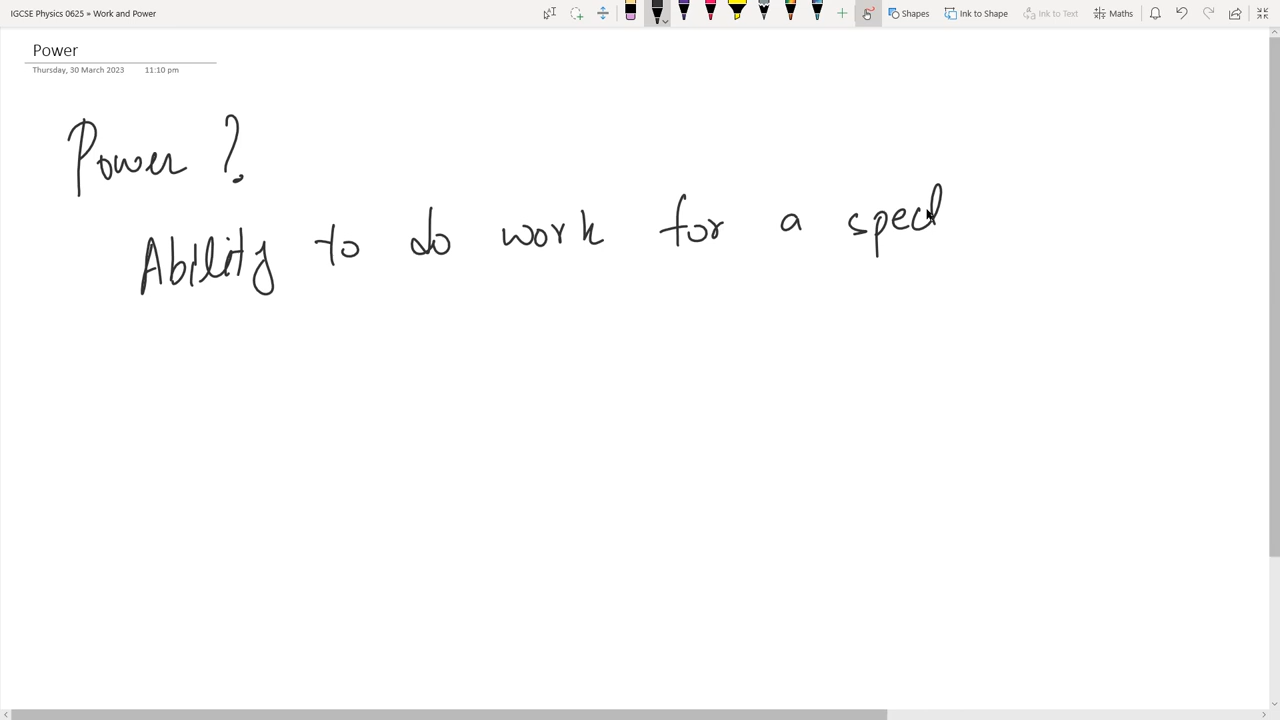 IGCSE Physics 0625 » Work and Power
Shapes Ink to Shape Ink to Text Maths
Power
Thursday, 30 March 2023 11:10 pm
Power ?
Ability to do work for a